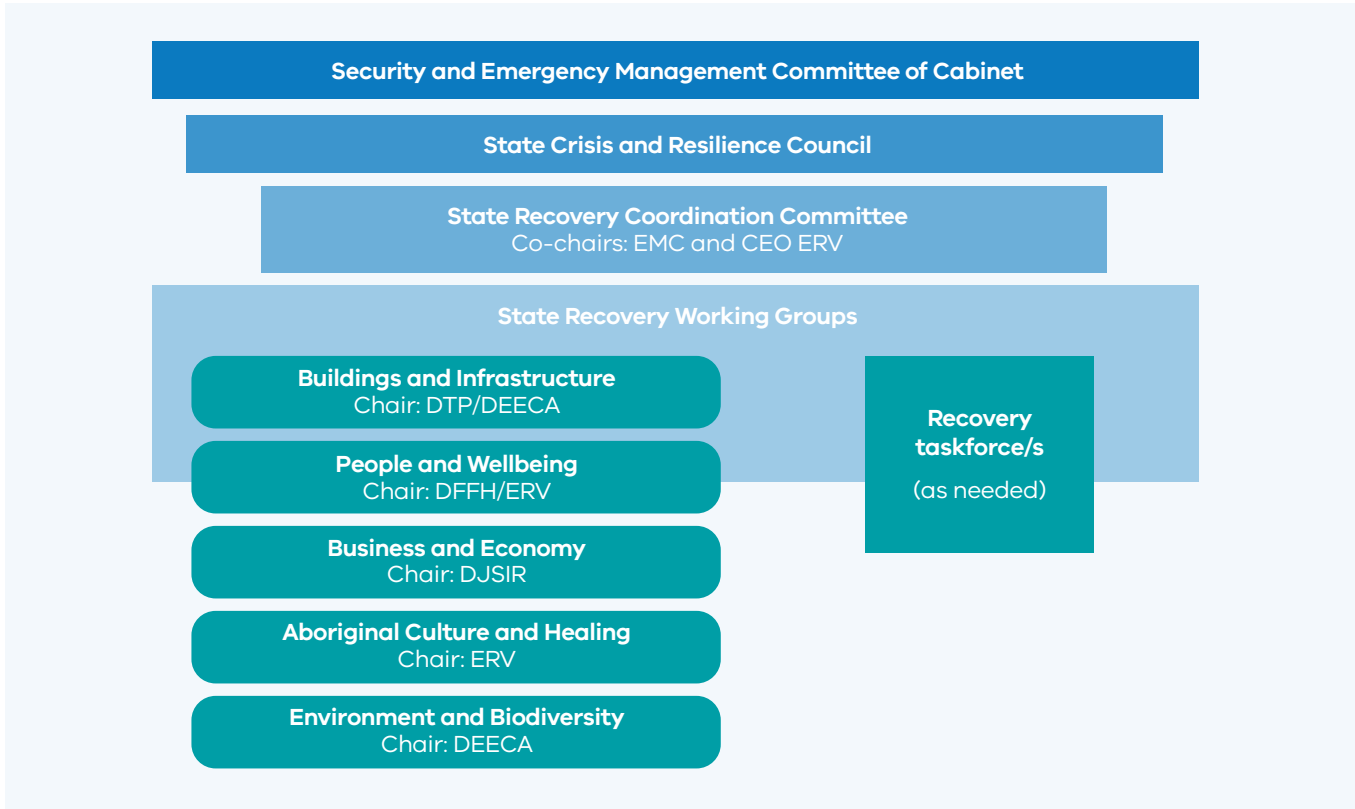 Security and Emergency Management Committee of Cabinet
State Crisis and Resilience Council
State Recovery Coordination Committee
Co-chairs: EMC and CEO ERV
State Recovery Working Groups
Buildings and Infrastructure
Chair: DTP/DEECA
People and Wellbeing
Chair: DFFH/ERV
Business and Economy
Chair: DJSIR
Aboriginal Culture and Healing
Chair: ERV
Environment and Biodiversity
Chair: DEECA
Recovery
taskforce/s
(as needed)